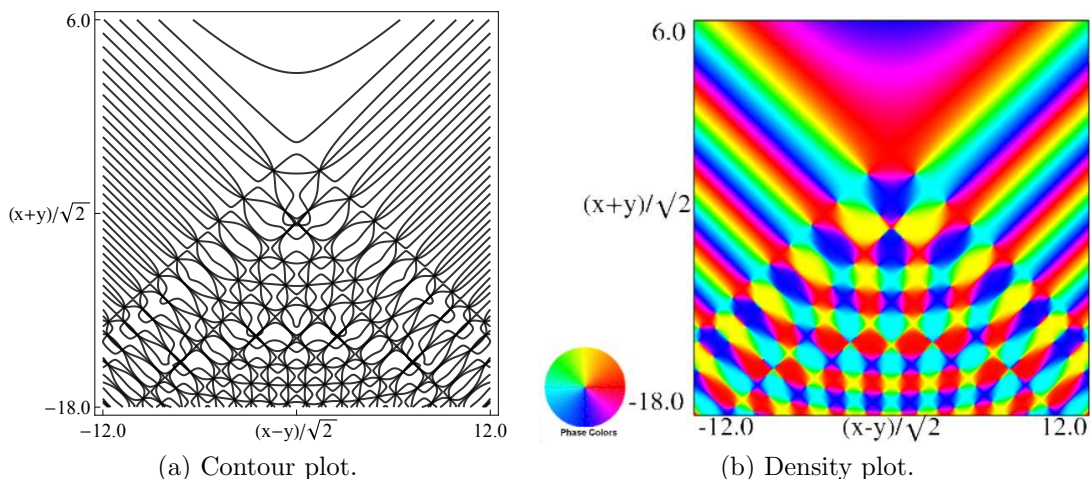 6.0
(x+y)/√2
−18.0
−12.0
(x−y)/√2
12.0
(a) Contour plot.
6.0
(x+y)/√2
-18.0
Phase Colors
-12.0
(x-y)/√2
12.0
(b) Density plot.